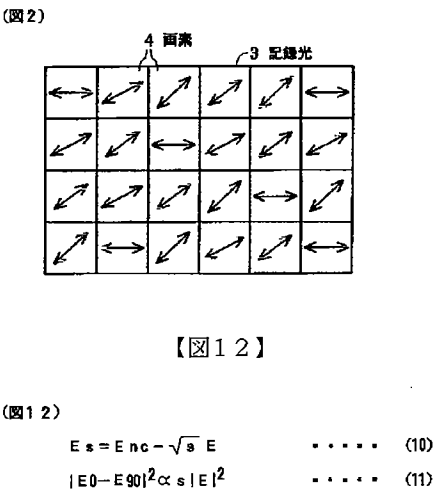 (図2)
4 画素
3 記録光
【図12】
(図12)
Es=Enc-√s E ····· (10)
|E0-E90|²∝s|E|² ····· (11)